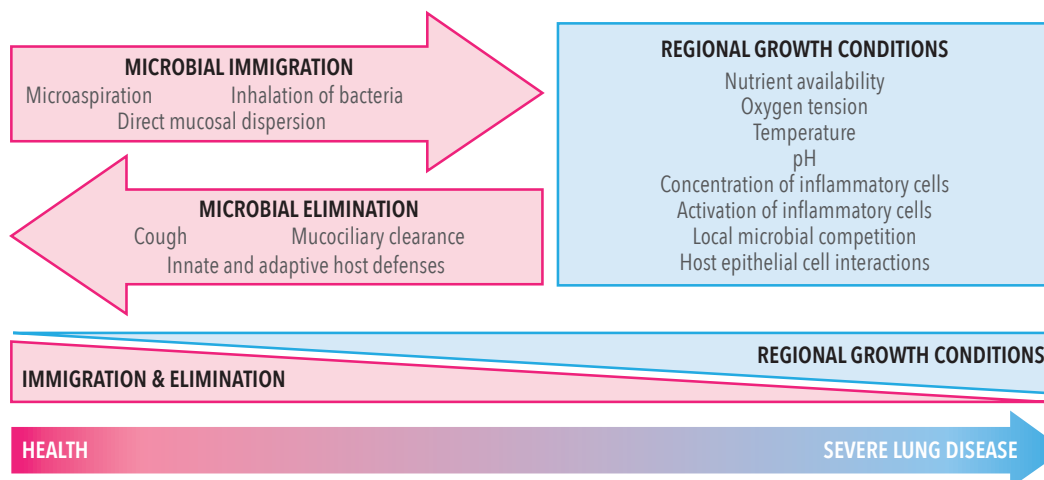 MICROBIAL IMMIGRATION
Microaspiration Inhalation of bacteria
Direct mucosal dispersion
MICROBIAL ELIMINATION
Cough Mucociliary clearance
Innate and adaptive host defenses
REGIONAL GROWTH CONDITIONS
Nutrient availability
Oxygen tension
Temperature
pH
Concentration of inflammatory cells
Activation of inflammatory cells
Local microbial competition
Host epithelial cell interactions
REGIONAL GROWTH CONDITIONS
IMMIGRATION & ELIMINATION
HEALTH SEVERE LUNG DISEASE